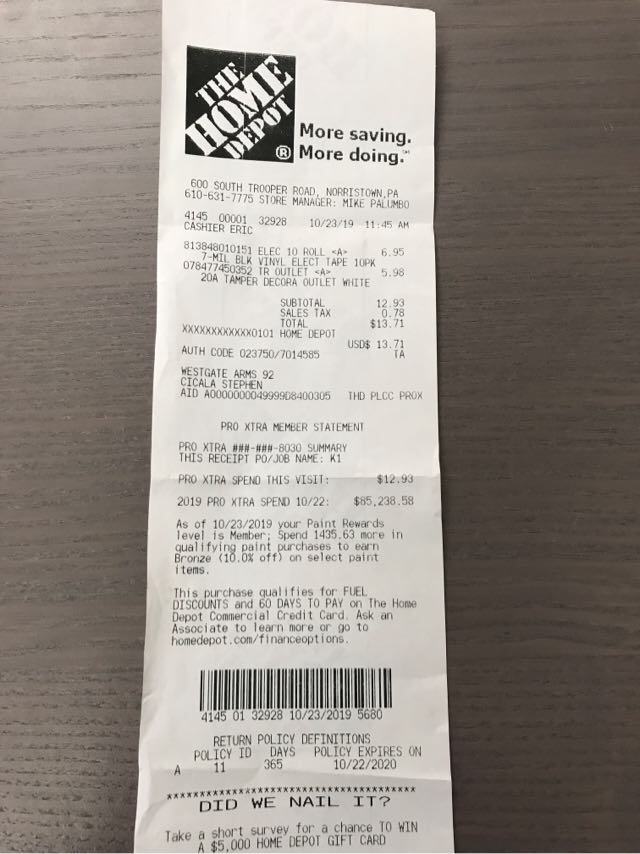 THE
HOME
DEPOT
®
More saving.
More doing.℠
600 SOUTH TROOPER ROAD, NORRISTOWN,PA
610-631-7775 STORE MANAGER: MIKE PALUMBO
4145 00001 32928 10/23/19 11:45 AM
CASHIER ERIC
813848010151 ELEC 10 ROLL <A> 6.95
7-MIL BLK VINYL ELECT TAPE 10PK
078477450352 TR OUTLET <A> 5.98
20A TAMPER DECORA OUTLET WHITE
SUBTOTAL 12.93
SALES TAX 0.78
TOTAL $13.71
XXXXXXXXXXXX0101 HOME DEPOT
USD$ 13.71
AUTH CODE 023750/7014585 TA
WESTGATE ARMS 92
CICALA STEPHEN
AID A0000000049999D8400305 THD PLCC PROX
PRO XTRA MEMBER STATEMENT
PRO XTRA ###-###-8030 SUMMARY
THIS RECEIPT PO/JOB NAME: K1
PRO XTRA SPEND THIS VISIT: $12.93
2019 PRO XTRA SPEND 10/22: $85,238.58
As of 10/23/2019 your Paint Rewards
level is Member; Spend 1435.63 more in
qualifying paint purchases to earn
Bronze (10.0% off) on select paint
items.
This purchase qualifies for FUEL
DISCOUNTS and 60 DAYS TO PAY on The Home
Depot Commercial Credit Card. Ask an
Associate to learn more or go to
homedepot.com/financeoptions.
4145 01 32928 10/23/2019 5680
RETURN POLICY DEFINITIONS
POLICY ID DAYS POLICY EXPIRES ON
A 11 365 10/22/2020
****************************************
DID WE NAIL IT?
Take a short survey for a chance TO WIN
A $5,000 HOME DEPOT GIFT CARD